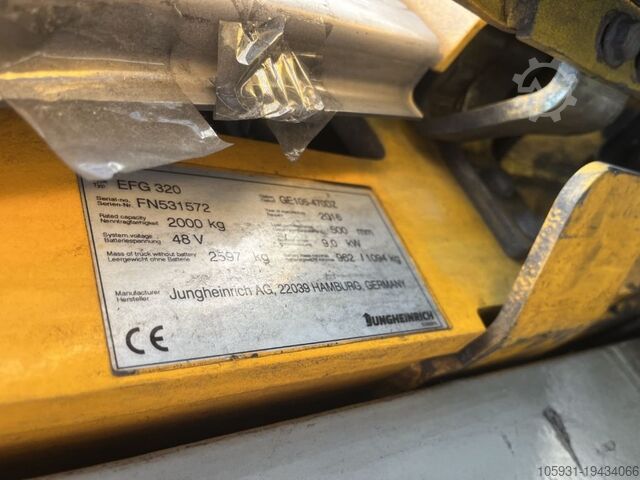 EFG 320
GE105-470DZ
Serial-no.
Serien-Nr. FN531572
2016
Rated capacity
Nenntragfähigkeit 2000 kg
500 mm
System voltage
Batteriespannung 48 V
9.0 kW
Mass of truck without battery
Leergewicht ohne Batterie 2597 kg
962 / 1094 kg
Manufacturer
Hersteller Jungheinrich AG, 22039 HAMBURG, GERMANY
CE
JUNGHEINRICH
105931-19434066